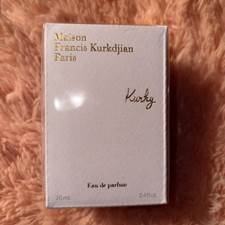 Maison
Francis Kurkdjian
Paris
Kurky
Eau de parfum